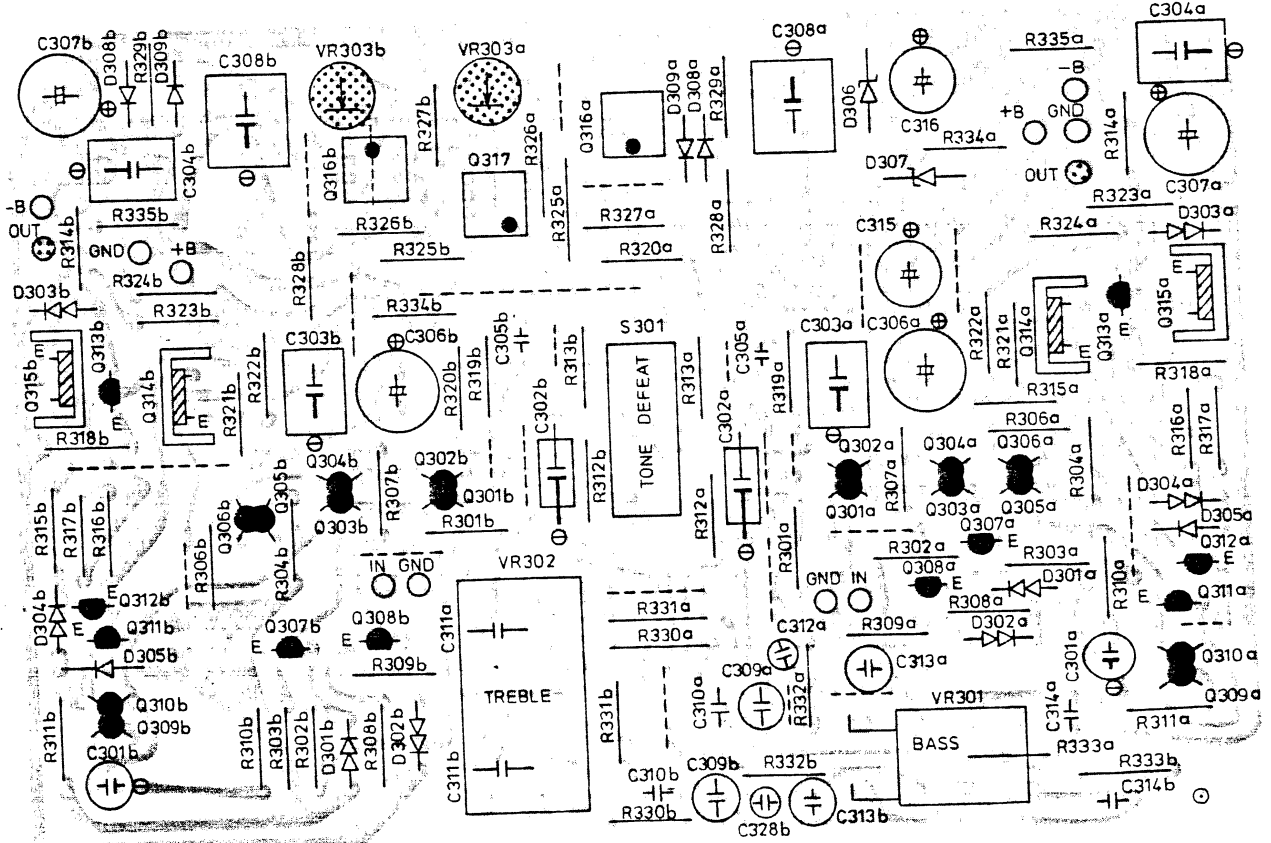 C307b
D308b
R329b
D309b
C308b
VR303b
VR303a
C308a
C316
R335a
C304a
-B
+B
GND
R314a
R327b
R326a
Q316a
D309a
D308a
R329a
D306
R334a
OUT
C307a
C304b
Q316b
Q317
R325a
D307
R323a
-B
OUT
R314b
R335b
GND
+B
R324b
R326b
R325b
R328b
R327a
R320a
R328a
C315
R324a
D303a
D303b
R323b
R334b
C306b
C305b
S301
C303a
C306a
R322a
R321a
Q314a
Q313a
E
E
Q315a
Q315b
E
Q313b
E
Q314b
E
R321b
R322b
C303b
R320b
R319b
R313b
TONE DEFEAT
R313a
C305a
R319a
R315a
R318a
R318b
C302b
C302a
R306a
R316a
R317a
Q304b
Q302b
Q302a
Q304a
Q306a
R304a
Q305b
R307b
Q301b
R312b
R312a
R307a
Q301a
Q303a
Q305a
D304a
R315b
R317b
R316b
Q306b
Q303b
R301b
R301a
Q307a
E
D305a
Q312a
E
R306b
R304b
IN
GND
VR302
R302a
R303a
Q308a
E
D301a
R310a
Q311a
E
D304b
Q312b
E
Q311b
Q307b
E
Q308b
E
C311a
R331a
R330a
GND
IN
R308a
R309a
D302a
D305b
R309b
C312a
C313a
C301a
Q310a
Q309a
Q310b
Q309b
TREBLE
R331b
C310a
C309a
R332a
VR301
C314a
R311a
R311b
C301b
R310b
R303b
R302b
D301b
R308b
D302b
C311b
BASS
R333a
C310b
C309b
R332b
R333b
C314b
R330b
C328b
C313b